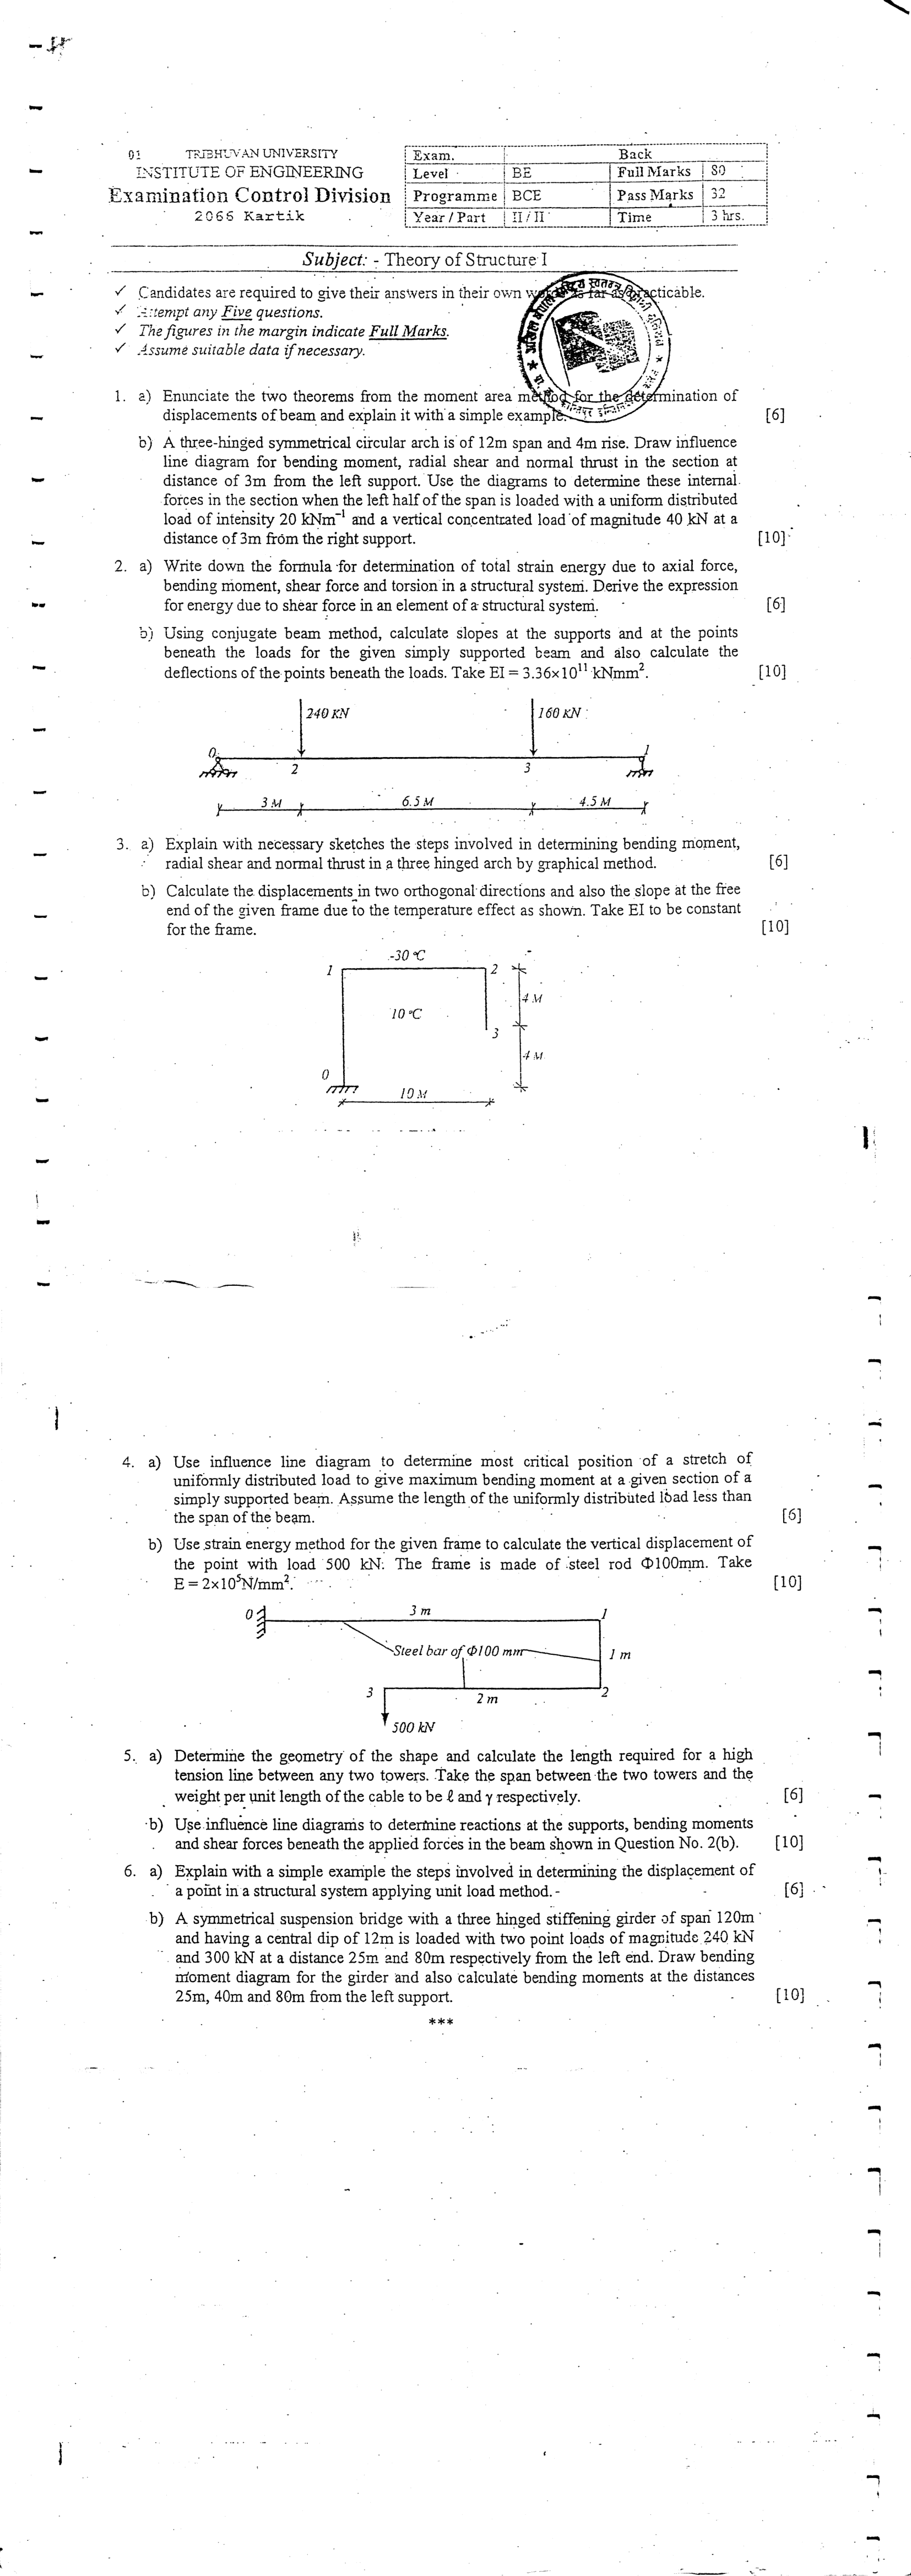 01 TRIBHUVAN UNIVERSITY
INSTITUTE OF ENGINEERING
Examination Control Division
2066 Kartik
Exam. Back
Level BE Full Marks 80
Programme BCE Pass Marks 32
Year / Part II / II Time 3 hrs.
Subject: - Theory of Structure I
✓ Candidates are required to give their answers in their own words as far as practicable.
✓ Attempt any Five questions.
✓ The figures in the margin indicate Full Marks.
✓ Assume suitable data if necessary.
1. a) Enunciate the two theorems from the moment area method for the determination of
displacements of beam and explain it with a simple example. [6]
b) A three-hinged symmetrical circular arch is of 12m span and 4m rise. Draw influence
line diagram for bending moment, radial shear and normal thrust in the section at
distance of 3m from the left support. Use the diagrams to determine these internal
forces in the section when the left half of the span is loaded with a uniform distributed
load of intensity 20 kNm⁻¹ and a vertical concentrated load of magnitude 40 kN at a
distance of 3m from the right support. [10]
2. a) Write down the formula for determination of total strain energy due to axial force,
bending moment, shear force and torsion in a structural system. Derive the expression
for energy due to shear force in an element of a structural system. [6]
b) Using conjugate beam method, calculate slopes at the supports and at the points
beneath the loads for the given simply supported beam and also calculate the
deflections of the points beneath the loads. Take EI = 3.36×10¹¹ kNmm². [10]
240 KN 160 KN
0 1
2 3
3 M 6.5 M 4.5 M
3. a) Explain with necessary sketches the steps involved in determining bending moment,
radial shear and normal thrust in a three hinged arch by graphical method. [6]
b) Calculate the displacements in two orthogonal directions and also the slope at the free
end of the given frame due to the temperature effect as shown. Take EI to be constant
for the frame. [10]
-30 °C
1 2
4 M
10 °C
3
4 M
0
10 M
4. a) Use influence line diagram to determine most critical position of a stretch of
uniformly distributed load to give maximum bending moment at a given section of a
simply supported beam. Assume the length of the uniformly distributed load less than
the span of the beam. [6]
b) Use strain energy method for the given frame to calculate the vertical displacement of
the point with load 500 kN. The frame is made of steel rod Φ100mm. Take
E = 2×10⁵N/mm². [10]
0 3 m 1
Steel bar of Φ100 mm 1 m
3 2 m 2
500 kN
5. a) Determine the geometry of the shape and calculate the length required for a high
tension line between any two towers. Take the span between the two towers and the
weight per unit length of the cable to be ℓ and γ respectively. [6]
b) Use influence line diagrams to determine reactions at the supports, bending moments
and shear forces beneath the applied forces in the beam shown in Question No. 2(b). [10]
6. a) Explain with a simple example the steps involved in determining the displacement of
a point in a structural system applying unit load method. [6]
b) A symmetrical suspension bridge with a three hinged stiffening girder of span 120m
and having a central dip of 12m is loaded with two point loads of magnitude 240 kN
and 300 kN at a distance 25m and 80m respectively from the left end. Draw bending
moment diagram for the girder and also calculate bending moments at the distances
25m, 40m and 80m from the left support. [10]
***